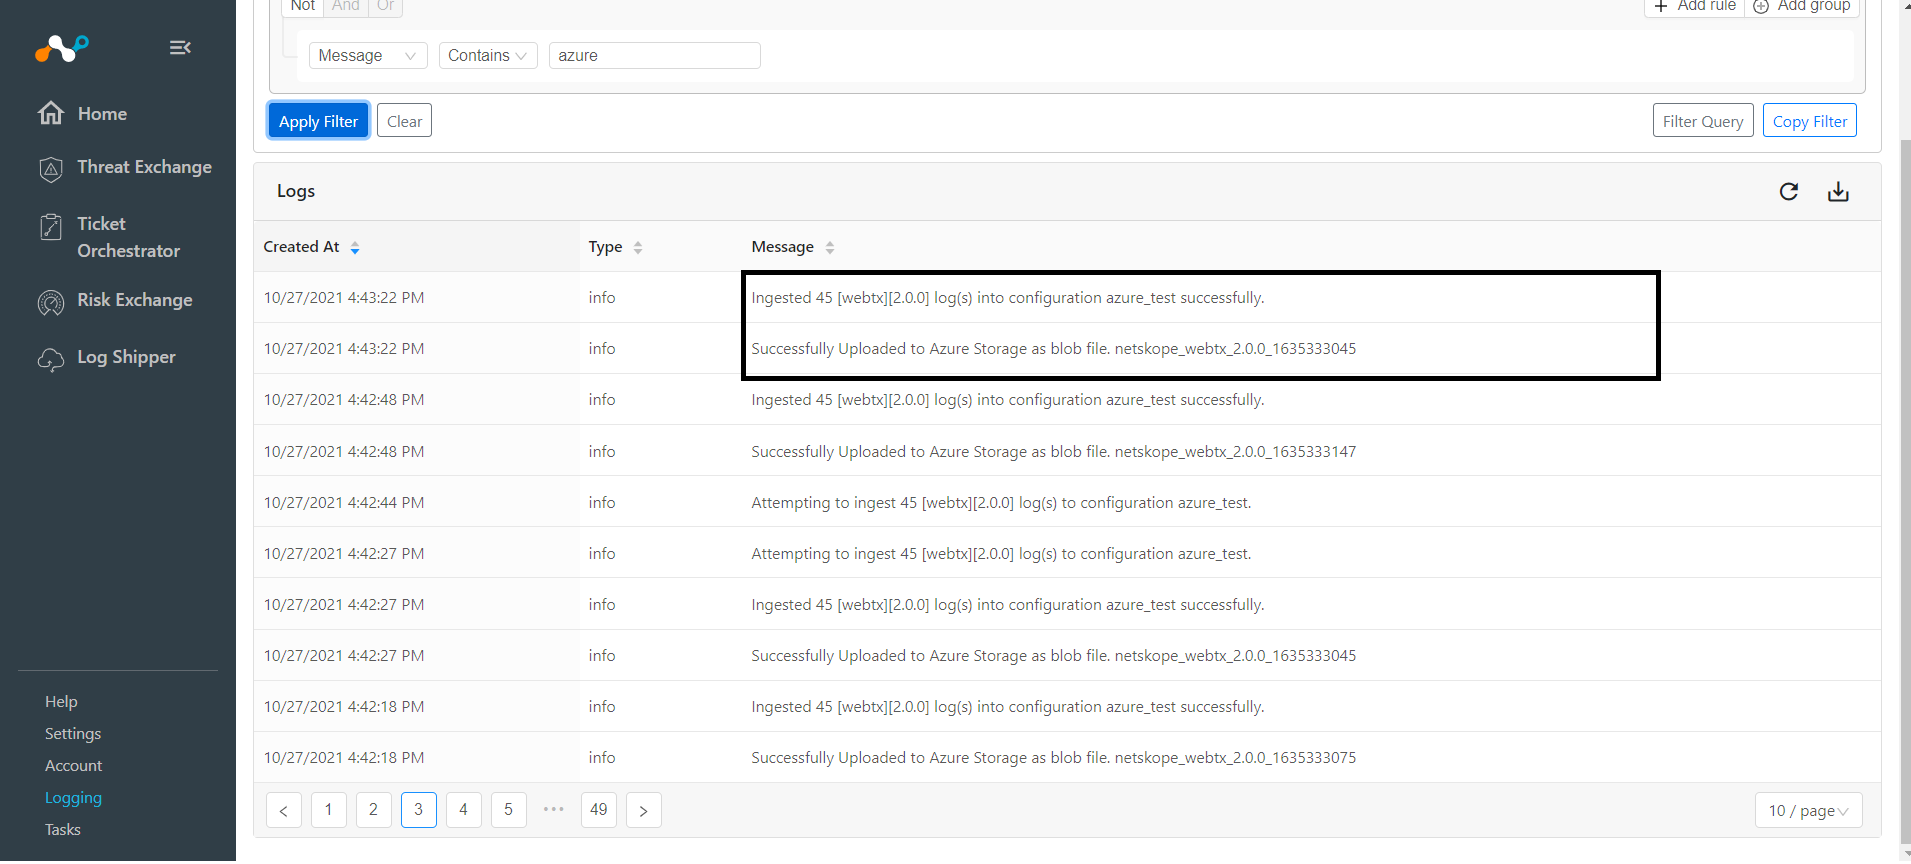 Not And Or Add rule Add group
Message Contains azure
Apply Filter Clear Filter Query Copy Filter
Home
Threat Exchange
Ticket
Orchestrator
Risk Exchange
Log Shipper
Help
Settings
Account
Logging
Tasks
Logs
Created At Type Message
10/27/2021 4:43:22 PM info Ingested 45 [webtx][2.0.0] log(s) into configuration azure_test successfully.
10/27/2021 4:43:22 PM info Successfully Uploaded to Azure Storage as blob file. netskope_webtx_2.0.0_1635333045
10/27/2021 4:42:48 PM info Ingested 45 [webtx][2.0.0] log(s) into configuration azure_test successfully.
10/27/2021 4:42:48 PM info Successfully Uploaded to Azure Storage as blob file. netskope_webtx_2.0.0_1635333147
10/27/2021 4:42:44 PM info Attempting to ingest 45 [webtx][2.0.0] log(s) to configuration azure_test.
10/27/2021 4:42:27 PM info Attempting to ingest 45 [webtx][2.0.0] log(s) to configuration azure_test.
10/27/2021 4:42:27 PM info Ingested 45 [webtx][2.0.0] log(s) into configuration azure_test successfully.
10/27/2021 4:42:27 PM info Successfully Uploaded to Azure Storage as blob file. netskope_webtx_2.0.0_1635333045
10/27/2021 4:42:18 PM info Ingested 45 [webtx][2.0.0] log(s) into configuration azure_test successfully.
10/27/2021 4:42:18 PM info Successfully Uploaded to Azure Storage as blob file. netskope_webtx_2.0.0_1635333075
< 1 2 3 4 5 ••• 49 > 10 / page